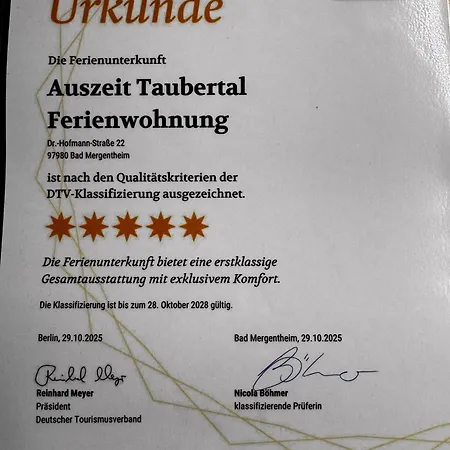 Urkunde
Die Ferienunterkunft
Auszeit Taubertal
Ferienwohnung
Dr.-Hofmann-Straße 22
97980 Bad Mergentheim
ist nach den Qualitätskriterien der
DTV-Klassifizierung ausgezeichnet.
Die Ferienunterkunft bietet eine erstklassige
Gesamtausstattung mit exklusivem Komfort.
Die Klassifizierung ist bis zum 28. Oktober 2028 gültig.
Berlin, 29.10.2025
Bad Mergentheim, 29.10.2025
Reinhard Meyer
Böhmer
Reinhard Meyer
Nicola Böhmer
Präsident
klassifizierende Prüferin
Deutscher Tourismusverband